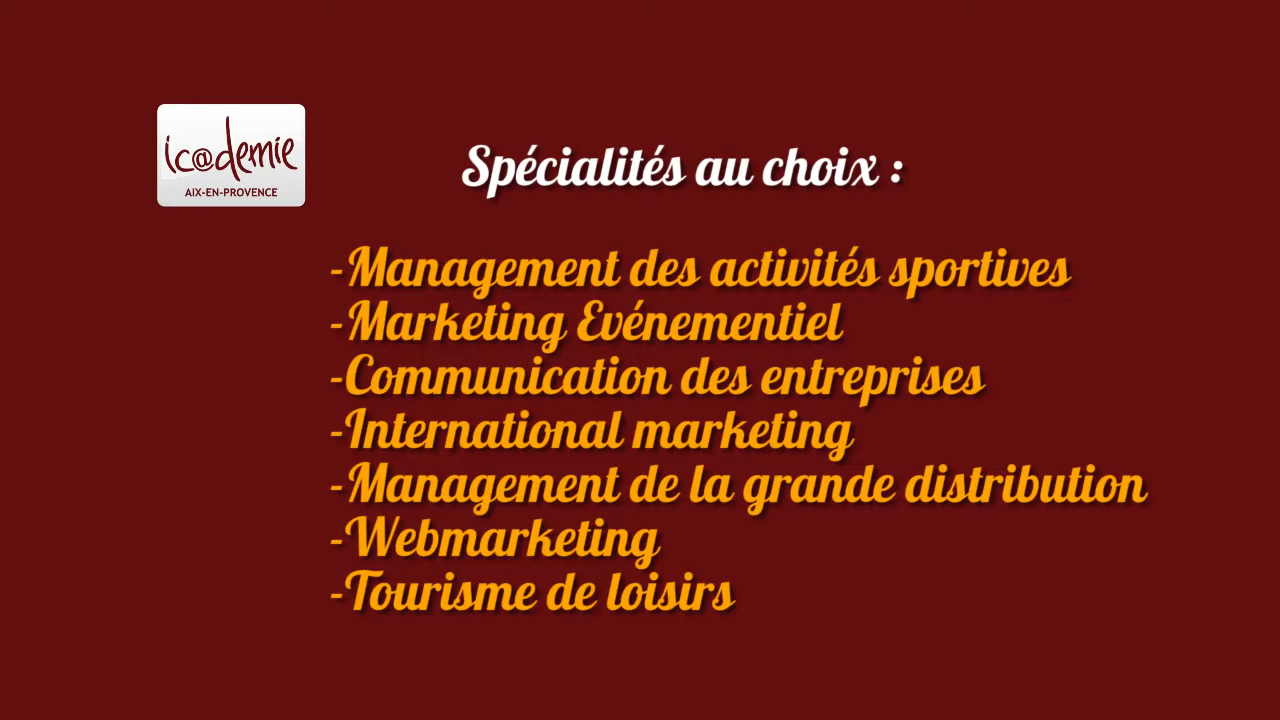 ic@demie
AIX-EN-PROVENCE
Spécialités au choix :
-Management des activités sportives
-Marketing Evénementiel
-Communication des entreprises
-International marketing
-Management de la grande distribution
-Webmarketing
-Tourisme de loisirs